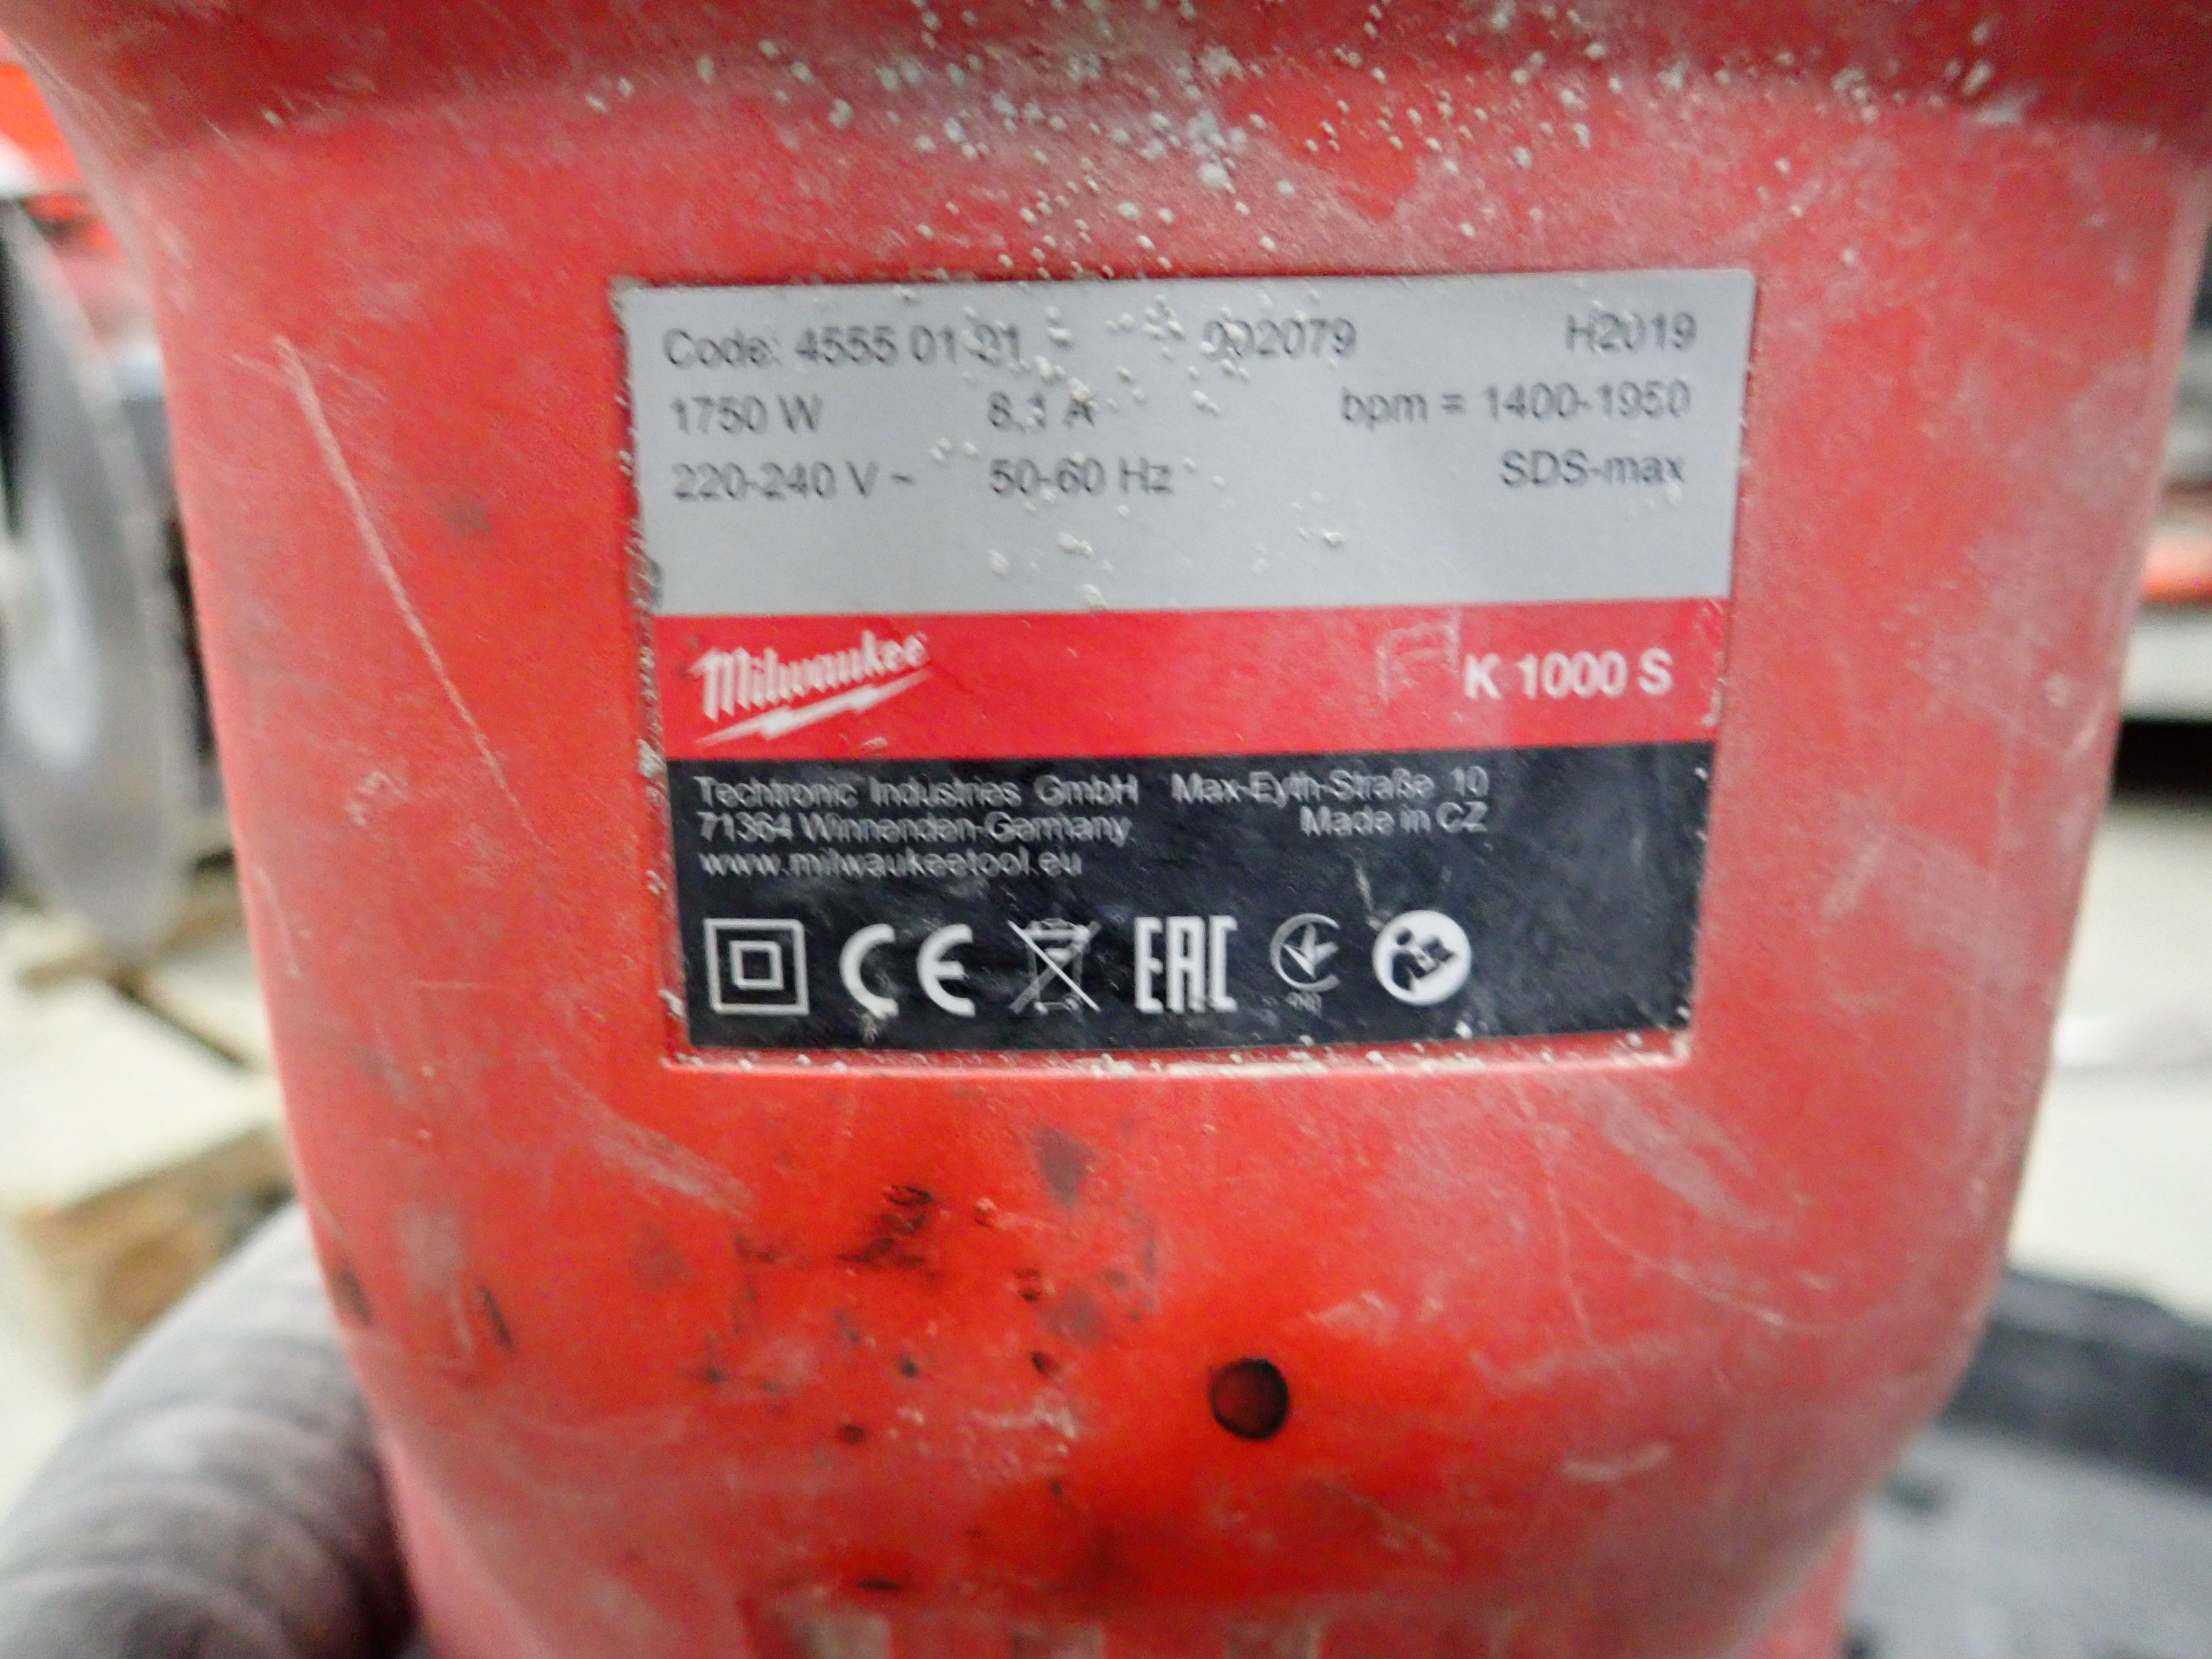 Code: 4555 01 01 002079 H2019
1750 W 8,1 A bpm = 1400-1950
220-240 V ~ 50-60 Hz SDS-max
Milwaukee K 1000 S
Techtronic Industries GmbH Max-Eyth-Straße 10
71364 Winnenden-Germany Made in CZ
www.milwaukeetool.eu
CE EAC